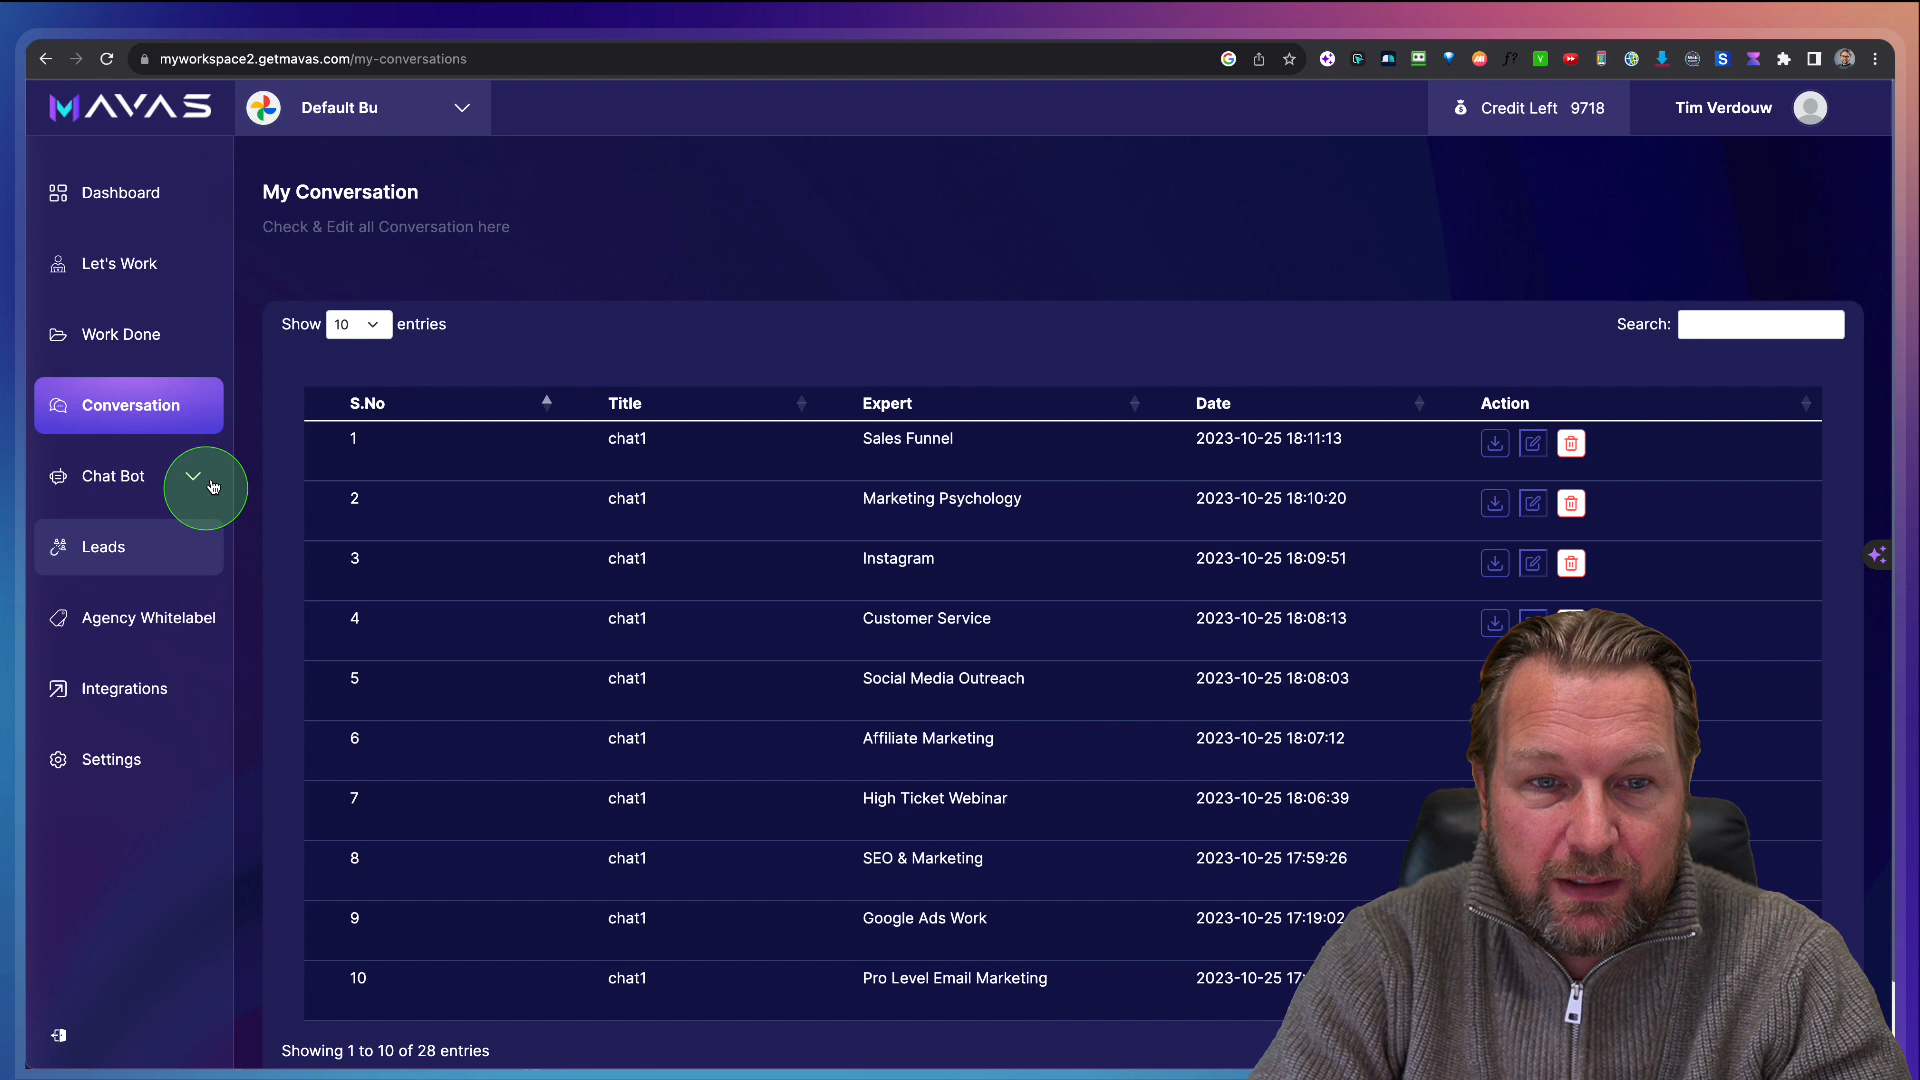 myworkspace2.getmavas.com/my-conversations
MAVAS
Default Bu
Credit Left 9718
Tim Verdouw
Dashboard
Let's Work
Work Done
Conversation
Chat Bot
Leads
Agency Whitelabel
Integrations
Settings
My Conversation
Check & Edit all Conversation here
Show 10 entries
Search:
S.No Title Expert Date Action
1 chat1 Sales Funnel 2023-10-25 18:11:13
2 chat1 Marketing Psychology 2023-10-25 18:10:20
3 chat1 Instagram 2023-10-25 18:09:51
4 chat1 Customer Service 2023-10-25 18:08:13
5 chat1 Social Media Outreach 2023-10-25 18:08:03
6 chat1 Affiliate Marketing 2023-10-25 18:07:12
7 chat1 High Ticket Webinar 2023-10-25 18:06:39
8 chat1 SEO & Marketing 2023-10-25 17:59:26
9 chat1 Google Ads Work 2023-10-25 17:19:02
10 chat1 Pro Level Email Marketing 2023-10-25 17:
Showing 1 to 10 of 28 entries